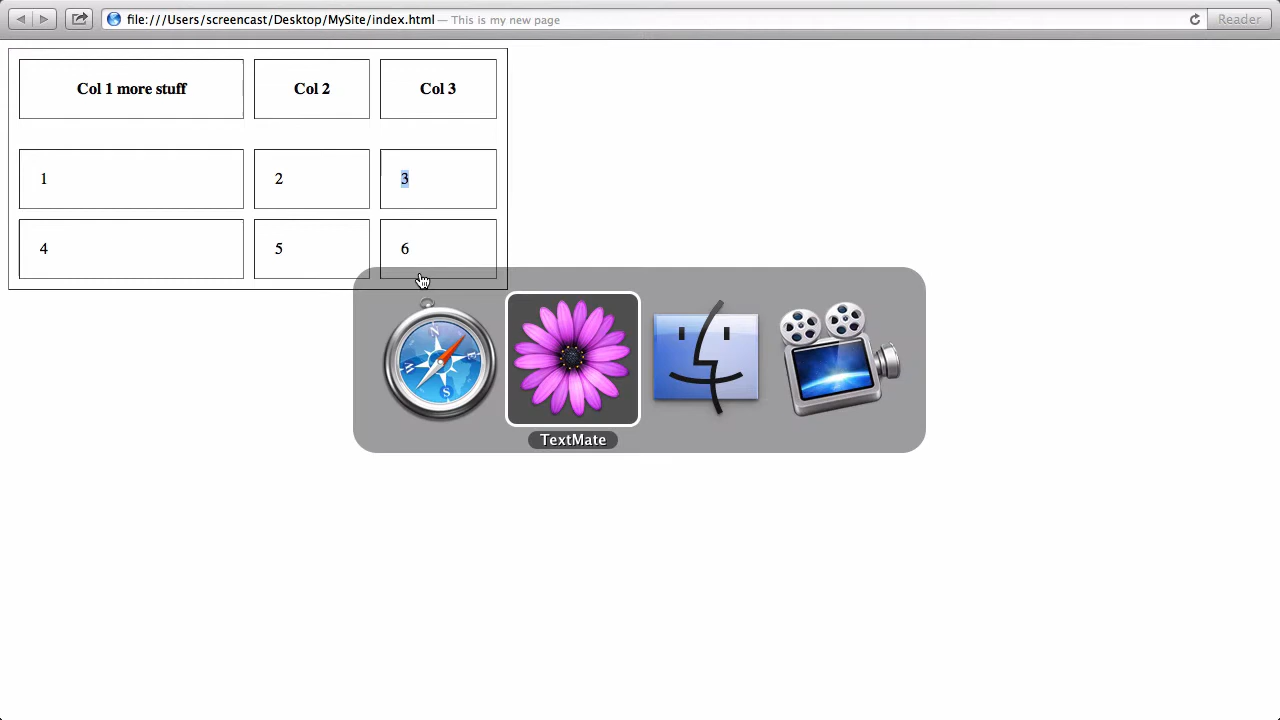 file:///Users/screencast/Desktop/MySite/index.html — This is my new page
Reader
Col 1 more stuff Col 2 Col 3
1 2 3
4 5 6
N
E
W
S
TextMate